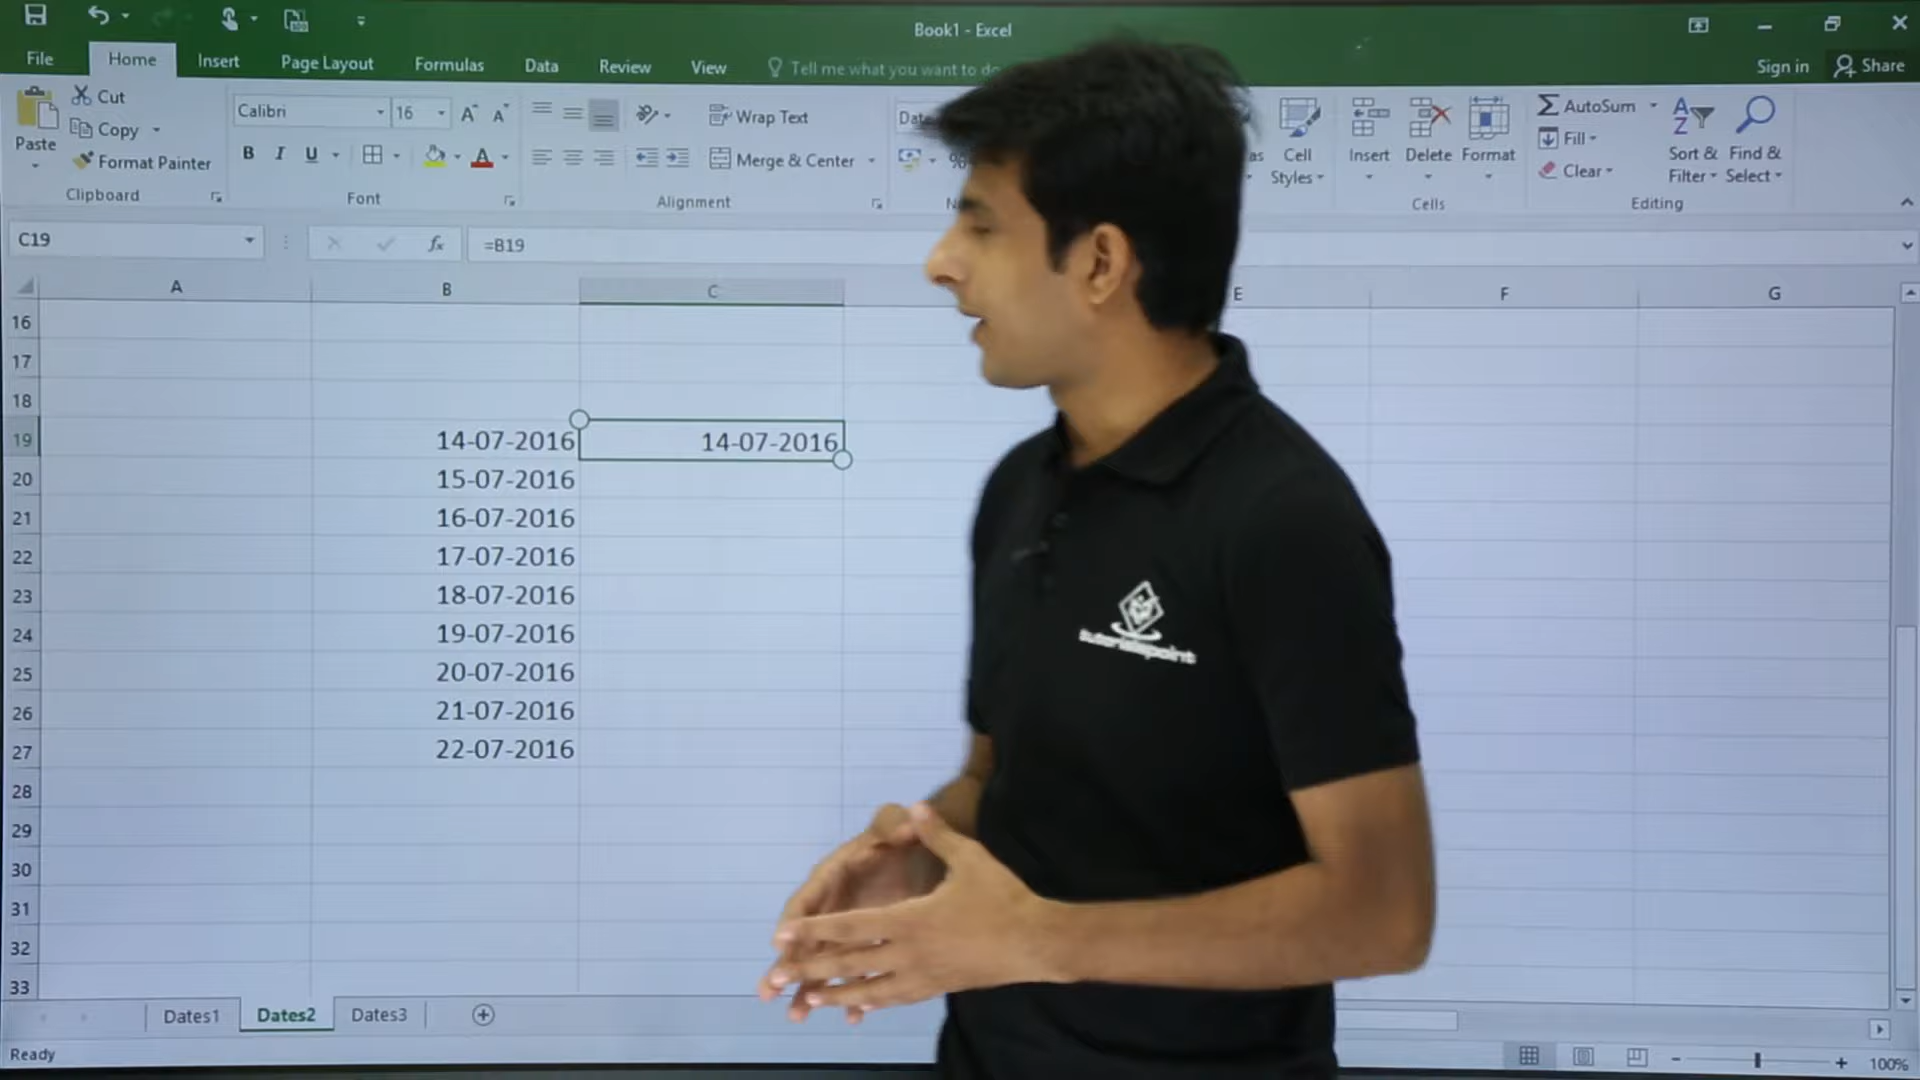 Book1 - Excel
File Home Insert Page Layout Formulas Data Review View Tell me what you want to do Sign in Share
Paste Cut Copy Format Painter Clipboard
Calibri 16 B I U A Font
Wrap Text Merge & Center Alignment
%
Cell Styles
Insert Delete Format Cells
AutoSum Fill Clear Sort & Filter Find & Select Editing
C19 fx =B19
A B C E F G
16
17
18
19 14-07-2016 14-07-2016
20 15-07-2016
21 16-07-2016
22 17-07-2016
23 18-07-2016
24 19-07-2016
25 20-07-2016
26 21-07-2016
27 22-07-2016
28
29
30
31
32
33
tutorialspoint
Dates1 Dates2 Dates3
Ready 100%